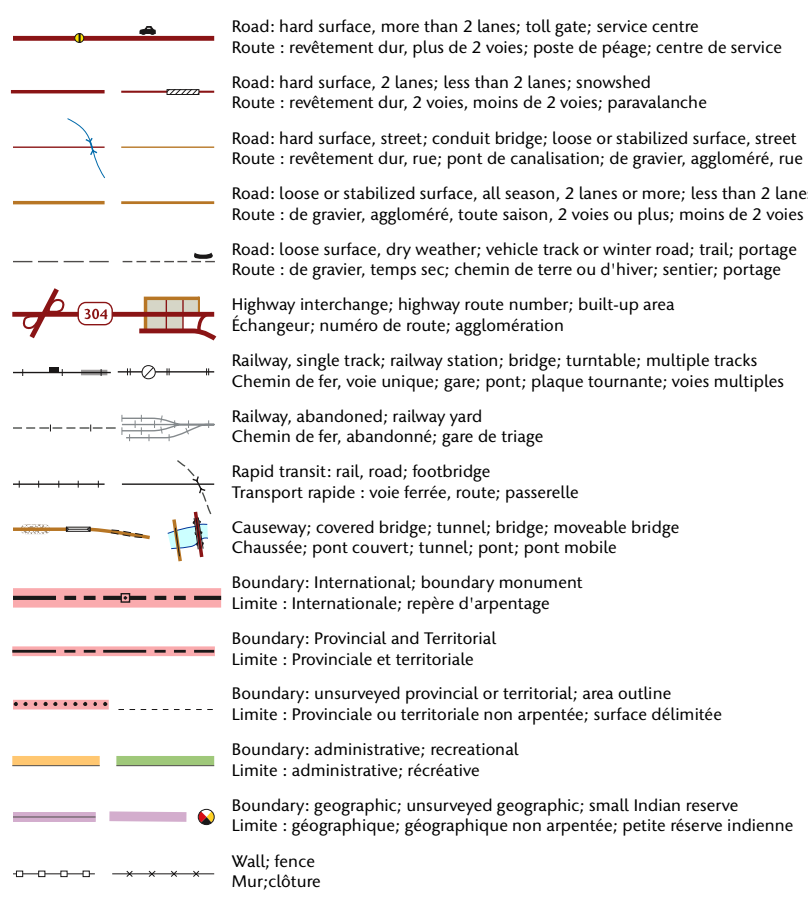 Road: hard surface, more than 2 lanes; toll gate; service centre
Route : revêtement dur, plus de 2 voies; poste de péage; centre de service
Road: hard surface, 2 lanes; less than 2 lanes; snowshed
Route : revêtement dur, 2 voies, moins de 2 voies; paravalanche
Road: hard surface, street; conduit bridge; loose or stabilized surface, street
Route : revêtement dur, rue; pont de canalisation; de gravier, aggloméré, rue
Road: loose or stabilized surface, all season, 2 lanes or more; less than 2 lane
Route : de gravier, aggloméré, toute saison, 2 voies ou plus; moins de 2 voies
Road: loose surface, dry weather; vehicle track or winter road; trail; portage
Route : de gravier, temps sec; chemin de terre ou d'hiver; sentier; portage
304
Highway interchange; highway route number; built-up area
Échangeur; numéro de route; agglomération
Railway, single track; railway station; bridge; turntable; multiple tracks
Chemin de fer, voie unique; gare; pont; plaque tournante; voies multiples
Railway, abandoned; railway yard
Chemin de fer, abandonné; gare de triage
Rapid transit: rail, road; footbridge
Transport rapide : voie ferrée, route; passerelle
Causeway; covered bridge; tunnel; bridge; moveable bridge
Chaussée; pont couvert; tunnel; pont; pont mobile
Boundary: International; boundary monument
Limite : Internationale; repère d'arpentage
Boundary: Provincial and Territorial
Limite : Provinciale et territoriale
Boundary: unsurveyed provincial or territorial; area outline
Limite : Provinciale ou territoriale non arpentée; surface délimitée
Boundary: administrative; recreational
Limite : administrative; récréative
Boundary: geographic; unsurveyed geographic; small Indian reserve
Limite : géographique; géographique non arpentée; petite réserve indienne
Wall; fence
Mur;clôture